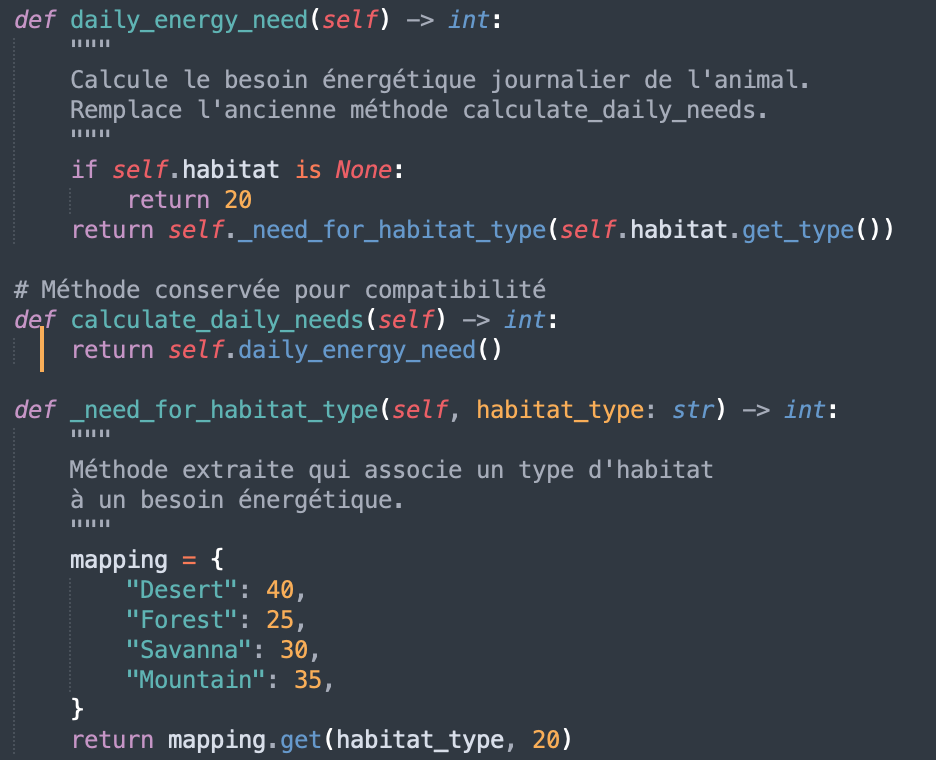 def daily_energy_need(self) -> int:
    """
    Calcule le besoin énergétique journalier de l'animal.
    Remplace l'ancienne méthode calculate_daily_needs.
    """
    if self.habitat is None:
        return 20
    return self._need_for_habitat_type(self.habitat.get_type())

# Méthode conservée pour compatibilité
def calculate_daily_needs(self) -> int:
    return self.daily_energy_need()

def _need_for_habitat_type(self, habitat_type: str) -> int:
    """
    Méthode extraite qui associe un type d'habitat
    à un besoin énergétique.
    """
    mapping = {
        "Desert": 40,
        "Forest": 25,
        "Savanna": 30,
        "Mountain": 35,
    }
    return mapping.get(habitat_type, 20)